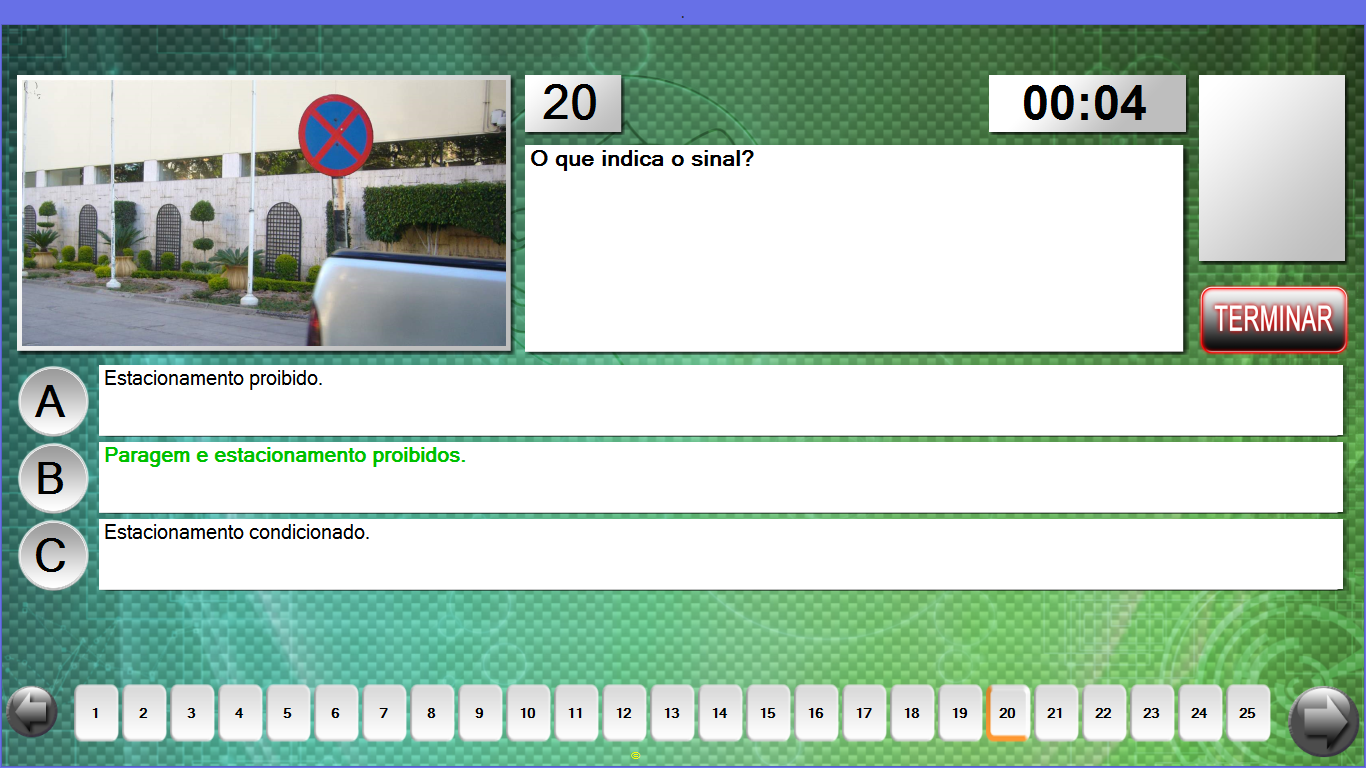 20
00:04
O que indica o sinal?
TERMINAR
A
Estacionamento proibido.
B
Paragem e estacionamento proibidos.
C
Estacionamento condicionado.
1 2 3 4 5 6 7 8 9 10 11 12 13 14 15 16 17 18 19 20 21 22 23 24 25
©